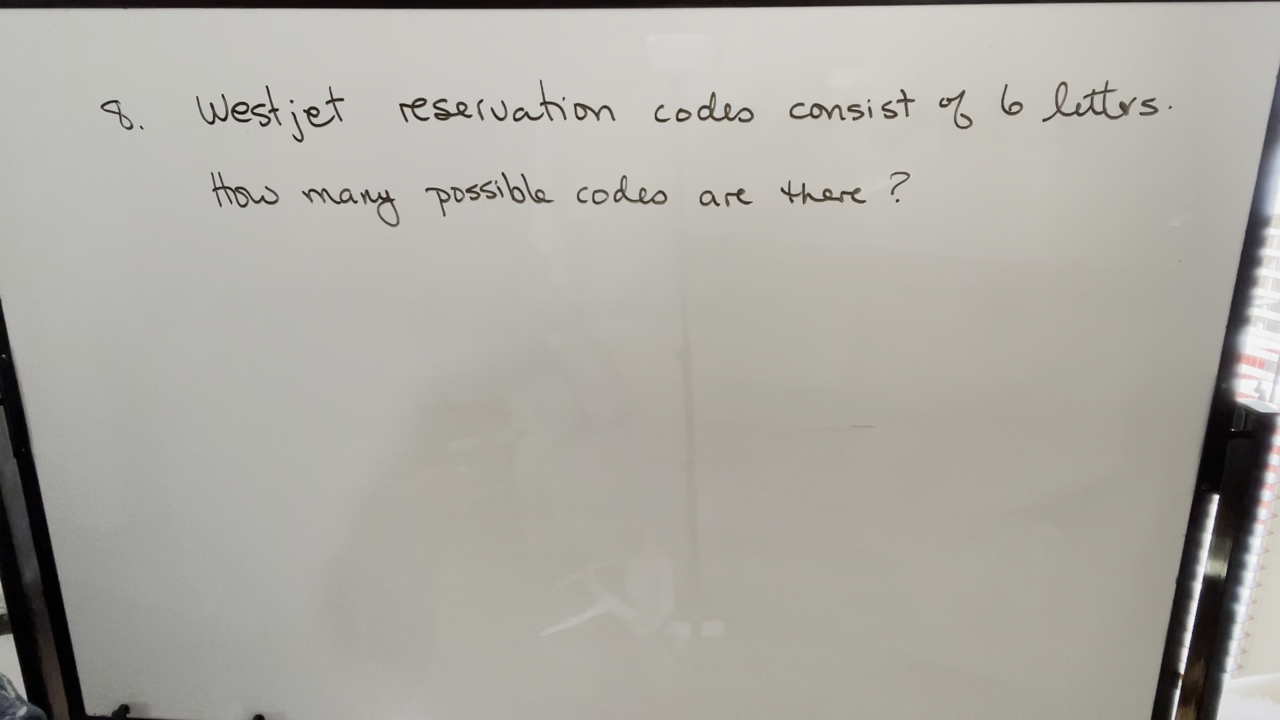 8. Westjet reservation codes consist of 6 letters.
How many possible codes are there?